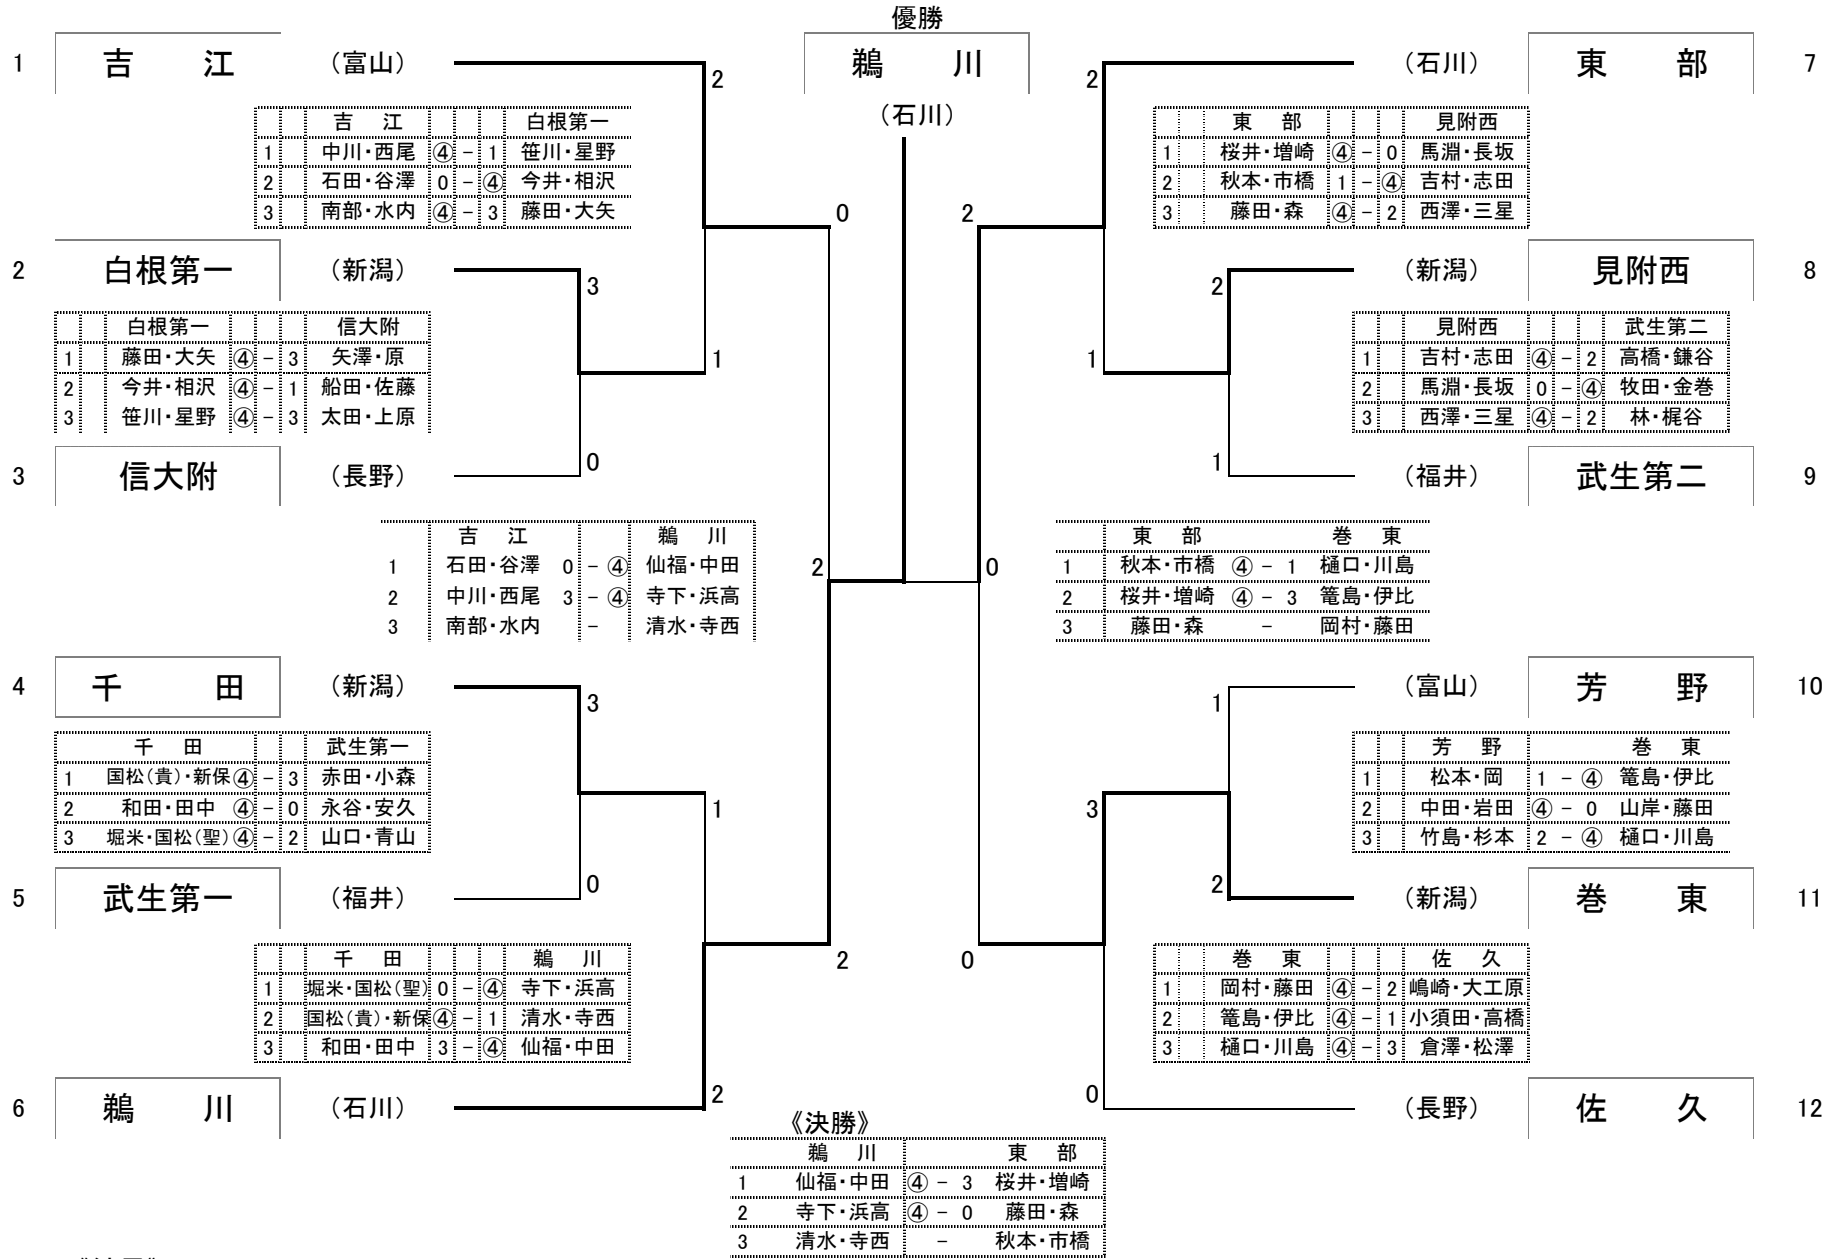 優勝
1 吉 江 （富山） 2 鵜 川 2 （石川） 東 部 7
（石川）
吉 江 白根第一
1 中川・西尾 ④ － 1 笹川・星野
2 石田・谷澤 0 － ④ 今井・相沢
3 南部・水内 ④ － 3 藤田・大矢
東 部 見附西
1 桜井・増崎 ④ － 0 馬淵・長坂
2 秋本・市橋 1 － ④ 吉村・志田
3 藤田・森 ④ － 2 西澤・三星
0 2
2 白根第一 （新潟） 3 2 （新潟） 見附西 8
白根第一 信大附
1 藤田・大矢 ④ － 3 矢澤・原
2 今井・相沢 ④ － 1 船田・佐藤
3 笹川・星野 ④ － 3 太田・上原
1 1
見附西 武生第二
1 吉村・志田 ④ － 2 高橋・鎌谷
2 馬淵・長坂 0 － ④ 牧田・金巻
3 西澤・三星 ④ － 2 林・梶谷
3 信大附 （長野） 0 1 （福井） 武生第二 9
吉 江 鵜 川
1 石田・谷澤 0 － ④ 仙福・中田
2 中川・西尾 3 － ④ 寺下・浜高
3 南部・水内 － 清水・寺西
2 0
東 部 巻 東
1 秋本・市橋 ④ － 1 樋口・川島
2 桜井・増崎 ④ － 3 篭島・伊比
3 藤田・森 － 岡村・藤田
4 千 田 （新潟） 3 1 （富山） 芳 野 10
千 田 武生第一
1 国松（貴）・新保 ④ － 3 赤田・小森
2 和田・田中 ④ － 0 永谷・安久
3 堀米・国松（聖） ④ － 2 山口・青山
1 3
芳 野 巻 東
1 松本・岡 1 － ④ 篭島・伊比
2 中田・岩田 ④ － 0 山岸・藤田
3 竹島・杉本 2 － ④ 樋口・川島
5 武生第一 （福井） 0 2 （新潟） 巻 東 11
千 田 鵜 川
1 堀米・国松（聖） 0 － ④ 寺下・浜高
2 国松（貴）・新保 ④ － 1 清水・寺西
3 和田・田中 3 － ④ 仙福・中田
2 0
巻 東 佐 久
1 岡村・藤田 ④ － 2 嶋崎・大工原
2 篭島・伊比 ④ － 1 小須田・高橋
3 樋口・川島 ④ － 3 倉澤・松澤
6 鵜 川 （石川） 2 0 （長野） 佐 久 12
《決勝》
鵜 川 東 部
1 仙福・中田 ④ － 3 桜井・増崎
2 寺下・浜高 ④ － 0 藤田・森
3 清水・寺西 － 秋本・市橋